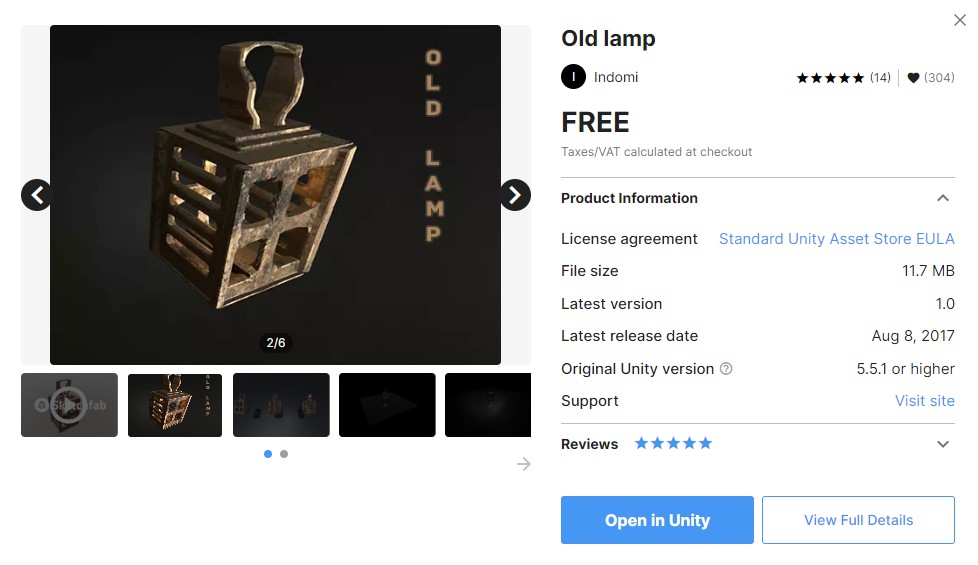 OLD LAMP
2/6
Sketchfab
OLD LAMP
Old lamp
I
Indomi
(14)
(304)
FREE
Taxes/VAT calculated at checkout
Product Information
License agreement
Standard Unity Asset Store EULA
File size
11.7 MB
Latest version
1.0
Latest release date
Aug 8, 2017
Original Unity version ?
5.5.1 or higher
Support
Visit site
Reviews
Open in Unity
View Full Details